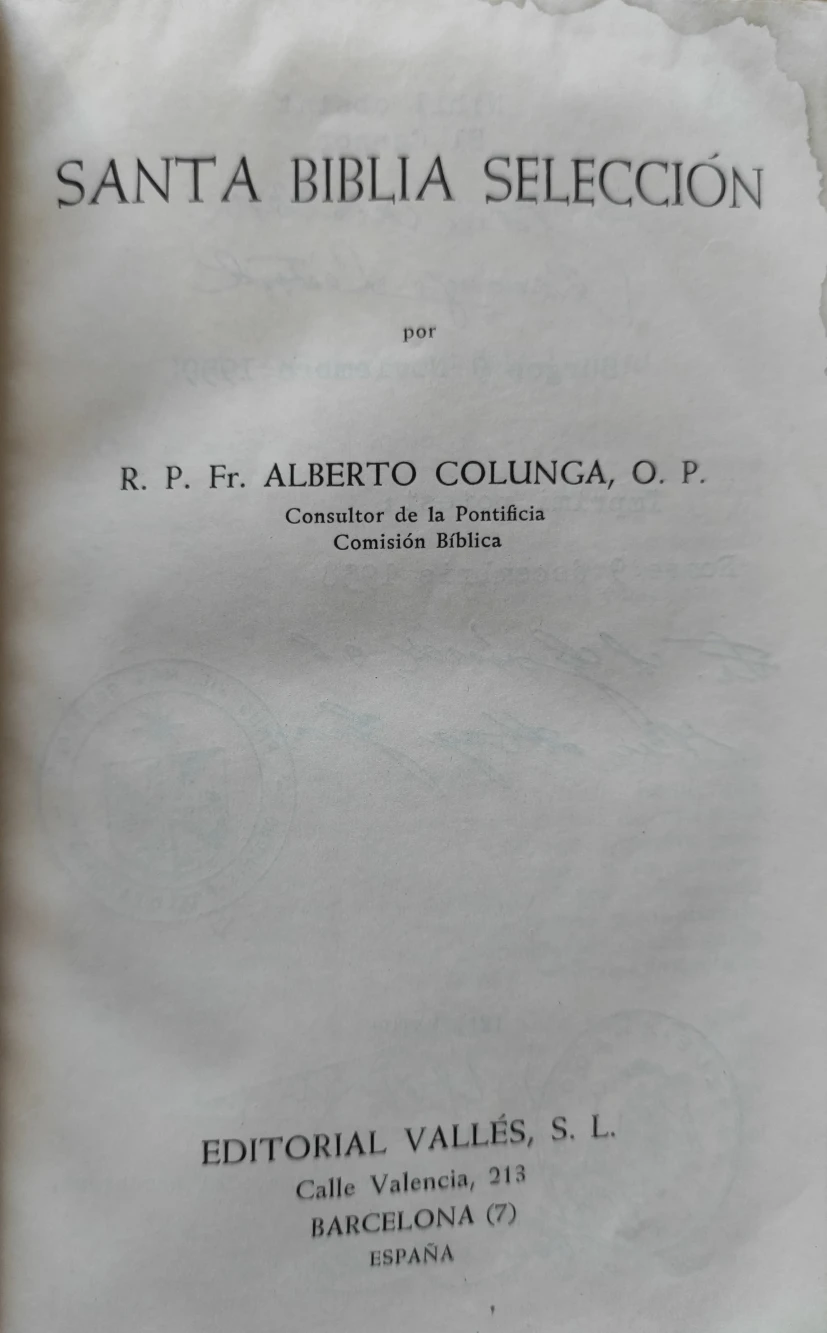 SANTA BIBLIA SELECCIÓN
por
R. P. Fr. ALBERTO COLUNGA, O. P.
Consultor de la Pontificia
Comisión Bíblica
EDITORIAL VALLÉS, S. L.
Calle Valencia, 213
BARCELONA (7)
ESPAÑA